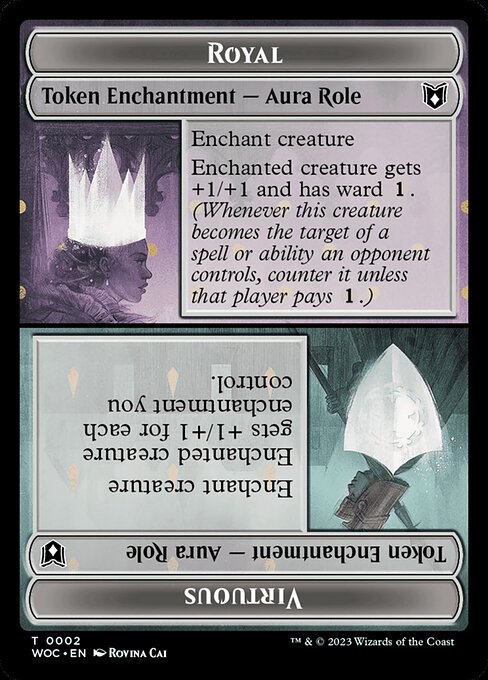 ROYAL
Token Enchantment — Aura Role
Enchant creature
Enchanted creature gets
+1/+1 and has ward 1.
(Whenever this creature
becomes the target of a
spell or ability an opponent
controls, counter it unless
that player pays 1.)
VIRTUOUS
Token Enchantment — Aura Role
Enchant creature
Enchanted creature
gets +1/+1 for each
enchantment you
control.
T 0002
WOC • EN ROVINA CAI
™ & © 2023 Wizards of the Coast